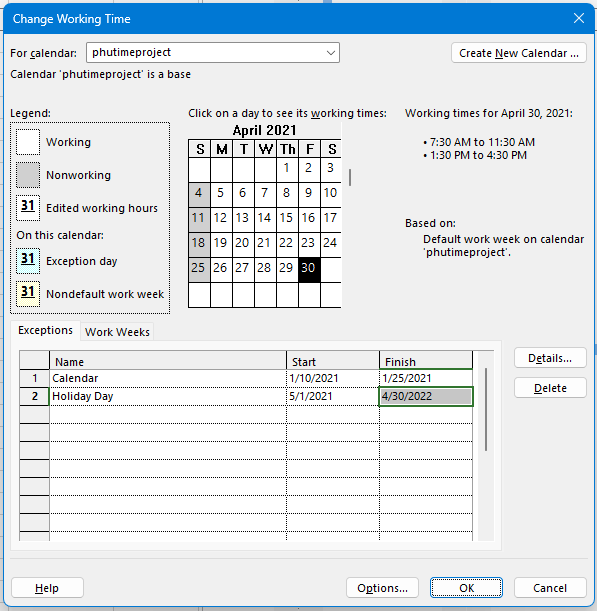 Change Working Time
For calendar: phutimeproject
Create New Calendar ...
Calendar 'phutimeproject' is a base
Legend:
Working
Nonworking
31 Edited working hours
On this calendar:
31 Exception day
31 Nondefault work week
Click on a day to see its working times:
April 2021
S M T W Th F S
1 2 3
4 5 6 7 8 9 10
11 12 13 14 15 16 17
18 19 20 21 22 23 24
25 26 27 28 29 30
Working times for April 30, 2021:
• 7:30 AM to 11:30 AM
• 1:30 PM to 4:30 PM
Based on:
Default work week on calendar
'phutimeproject'.
Exceptions Work Weeks
Name Start Finish
1 Calendar 1/10/2021 1/25/2021
2 Holiday Day 5/1/2021 4/30/2022
Details...
Delete
Help Options... OK Cancel